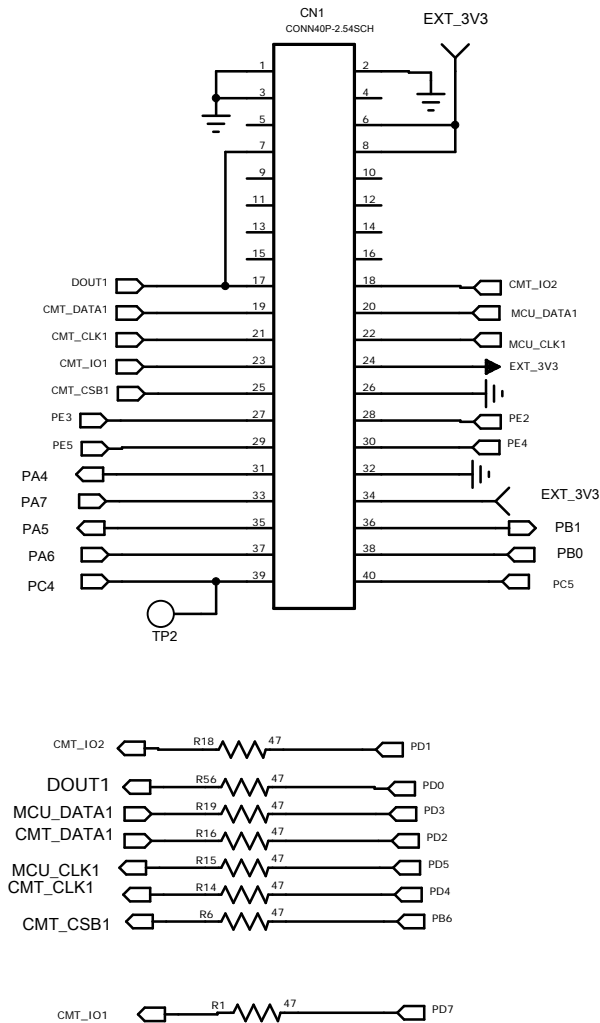 CN1
CONN40P-2.54SCH
EXT_3V3
1 2
3 4
5 6
7 8
9 10
11 12
13 14
15 16
DOUT1 17 18 CMT_IO2
CMT_DATA1 19 20 MCU_DATA1
CMT_CLK1 21 22 MCU_CLK1
CMT_IO1 23 24 EXT_3V3
CMT_CSB1 25 26
PE3 27 28 PE2
PE5 29 30 PE4
PA4 31 32
PA7 33 34 EXT_3V3
PA5 35 36 PB1
PA6 37 38 PB0
PC4 39 40 PC5
TP2
CMT_IO2 R18 47 PD1
DOUT1 R56 47 PD0
MCU_DATA1 R19 47 PD3
CMT_DATA1 R16 47 PD2
MCU_CLK1 R15 47 PD5
CMT_CLK1 R14 47 PD4
CMT_CSB1 R6 47 PB6
CMT_IO1 R1 47 PD7